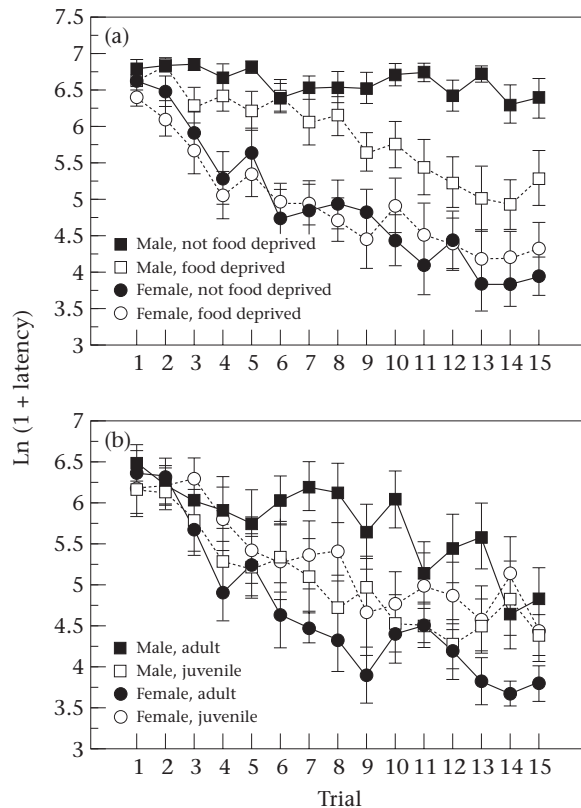 Ln (1 + latency)
(a)
7.5
7
6.5
6
5.5
5
4.5
4
3.5
3
Male, not food deprived
Male, food deprived
Female, not food deprived
Female, food deprived
1 2 3 4 5 6 7 8 9 10 11 12 13 14 15
(b)
7
6.5
6
5.5
5
4.5
4
3.5
3
Male, adult
Male, juvenile
Female, adult
Female, juvenile
1 2 3 4 5 6 7 8 9 10 11 12 13 14 15
Trial